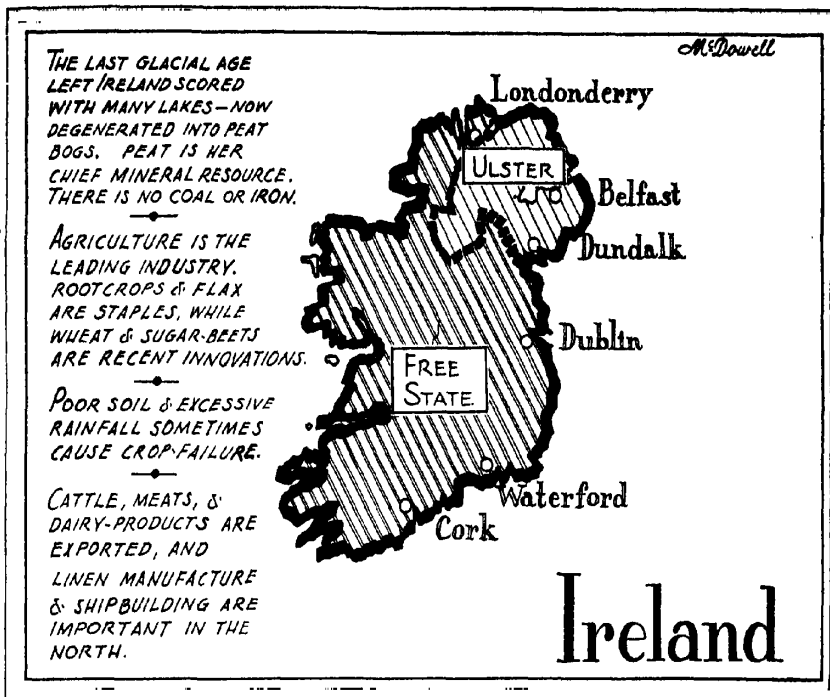 McDowell
THE LAST GLACIAL AGE
LEFT IRELAND SCORED
WITH MANY LAKES—NOW
DEGENERATED INTO PEAT
BOGS. PEAT IS HER
CHIEF MINERAL RESOURCE.
THERE IS NO COAL OR IRON.
AGRICULTURE IS THE
LEADING INDUSTRY.
ROOTCROPS & FLAX
ARE STAPLES, WHILE
WHEAT & SUGAR-BEETS
ARE RECENT INNOVATIONS.
POOR SOIL & EXCESSIVE
RAINFALL SOMETIMES
CAUSE CROP-FAILURE.
CATTLE, MEATS, &
DAIRY-PRODUCTS ARE
EXPORTED, AND
LINEN MANUFACTURE
& SHIPBUILDING ARE
IMPORTANT IN THE
NORTH.
Londonderry
ULSTER
Belfast
Dundalk
Dublin
FREE
STATE
Waterford
Cork
Ireland